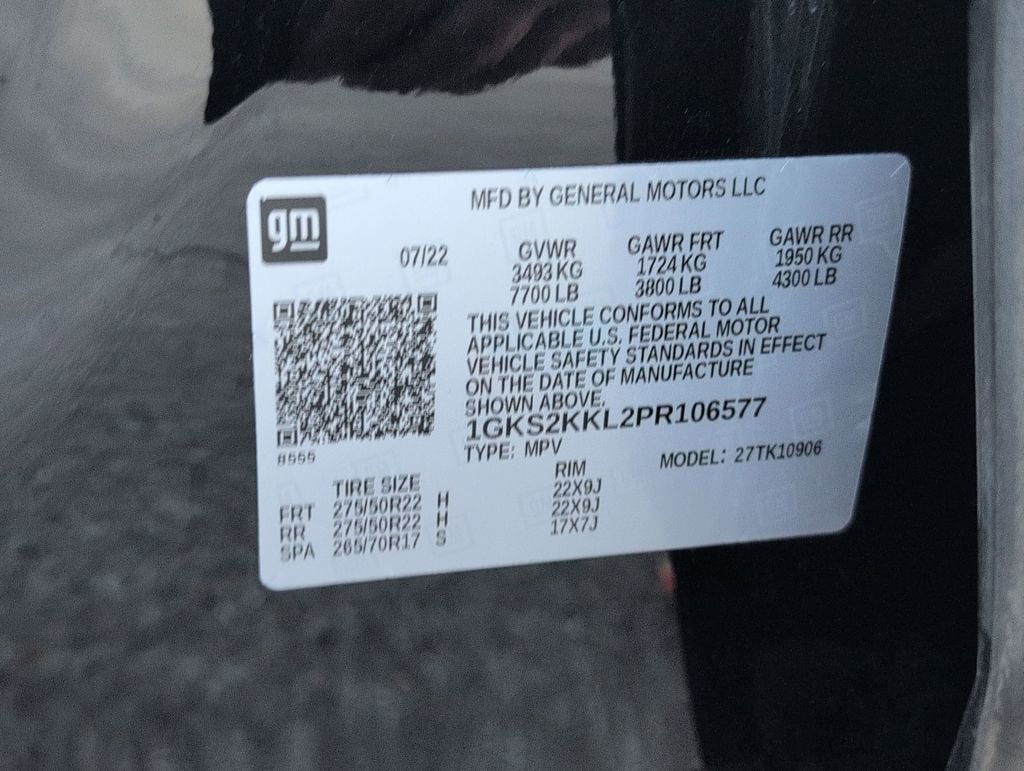 gm
MFD BY GENERAL MOTORS LLC
07/22
GVWR GAWR FRT GAWR RR
3493 KG 1724 KG 1950 KG
7700 LB 3800 LB 4300 LB
THIS VEHICLE CONFORMS TO ALL
APPLICABLE U.S. FEDERAL MOTOR
VEHICLE SAFETY STANDARDS IN EFFECT
ON THE DATE OF MANUFACTURE
SHOWN ABOVE.
1GKS2KKL2PR106577
TYPE: MPV MODEL: 27TK10906
8555
TIRE SIZE RIM
FRT 275/50R22 H 22X9J
RR 275/50R22 H 22X9J
SPA 265/70R17 S 17X7J